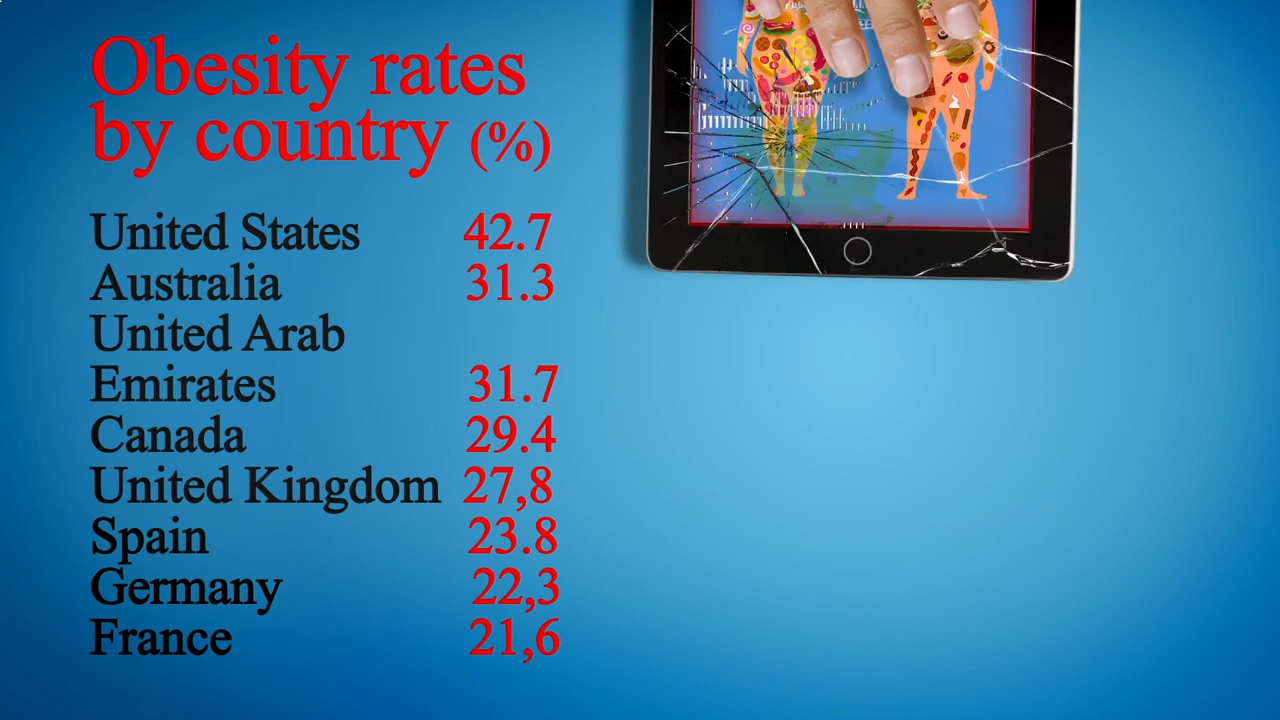 Obesity rates
by country (%)
United States 42.7
Australia 31.3
United Arab
Emirates 31.7
Canada 29.4
United Kingdom 27,8
Spain 23.8
Germany 22,3
France 21,6